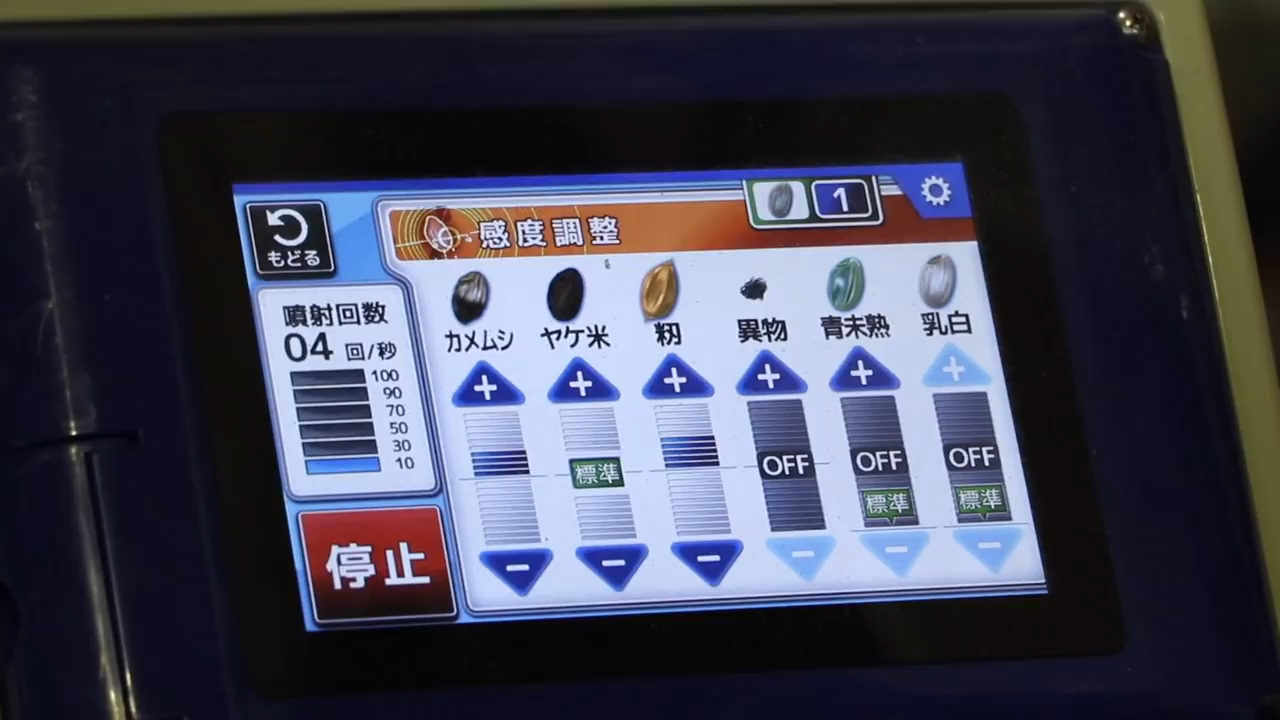 もどる
感度調整
1
噴射回数
04 回/秒
100
90
70
50
30
10
停止
カメムシ
ヤケ米
籾
異物
青未熟
乳白
+ + + + + +
標準
OFF
OFF
標準
OFF
標準
- - - - - -